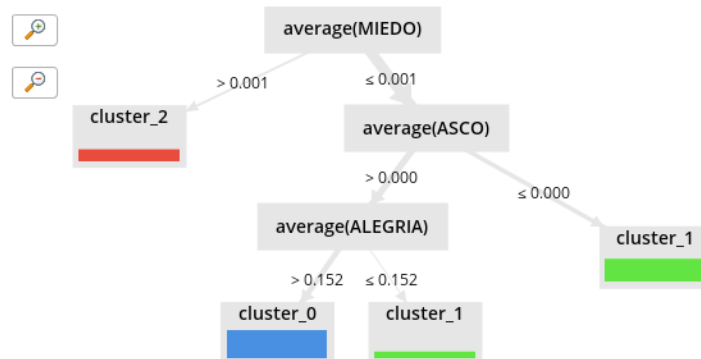 average(MIEDO)
> 0.001
≤ 0.001
cluster_2
average(ASCO)
> 0.000
≤ 0.000
average(ALEGRIA)
cluster_1
> 0.152
≤ 0.152
cluster_0
cluster_1